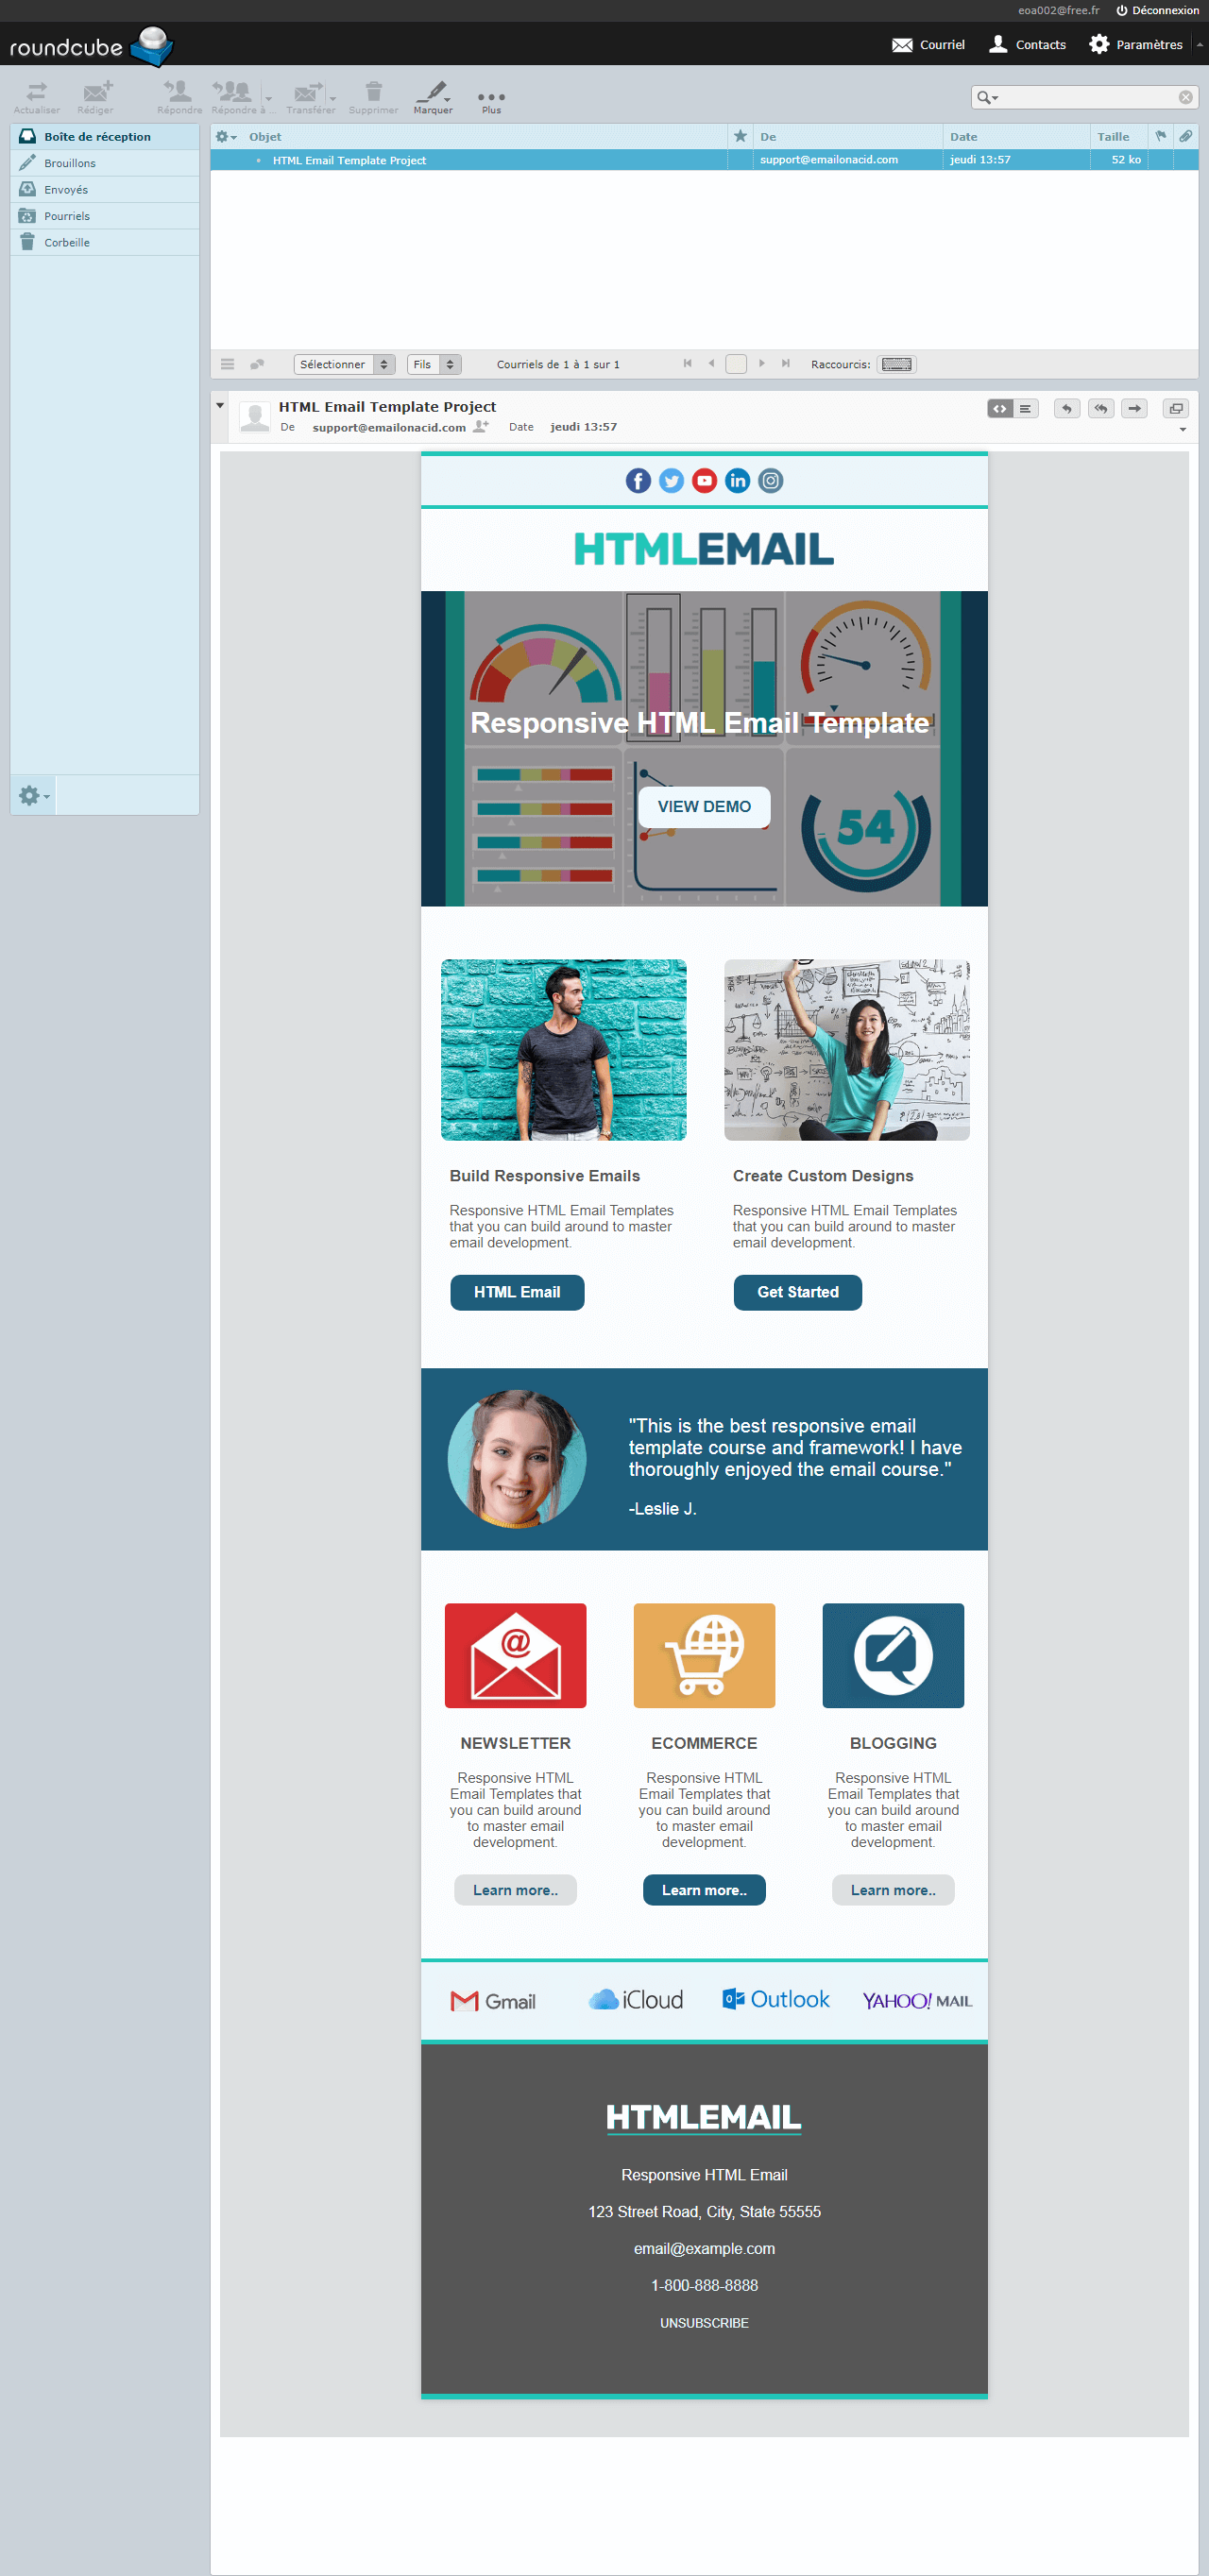 eoa002@free.fr Déconnexion
roundcube Courriel Contacts Paramètres
Actualiser Rédiger Répondre Répondre à ... Transférer Supprimer Marquer Plus
Boîte de réception
Brouillons
Envoyés
Pourriels
Corbeille
Objet De Date Taille
HTML Email Template Project support@emailonacid.com jeudi 13:57 52 ko
Sélectionner Fils Courriels de 1 à 1 sur 1 Raccourcis:
HTML Email Template Project
De support@emailonacid.com Date jeudi 13:57
HTMLEMAIL
Responsive HTML Email Template
VIEW DEMO
54
Build Responsive Emails
Responsive HTML Email Templates
that you can build around to master
email development.
HTML Email
Create Custom Designs
Responsive HTML Email Templates
that you can build around to master
email development.
Get Started
"This is the best responsive email
template course and framework! I have
thoroughly enjoyed the email course."
-Leslie J.
NEWSLETTER
Responsive HTML
Email Templates that
you can build around
to master email
development.
Learn more..
ECOMMERCE
Responsive HTML
Email Templates that
you can build around
to master email
development.
Learn more..
BLOGGING
Responsive HTML
Email Templates that
you can build around
to master email
development.
Learn more..
Gmail iCloud Outlook YAHOO! MAIL
HTMLEMAIL
Responsive HTML Email
123 Street Road, City, State 55555
email@example.com
1-800-888-8888
UNSUBSCRIBE